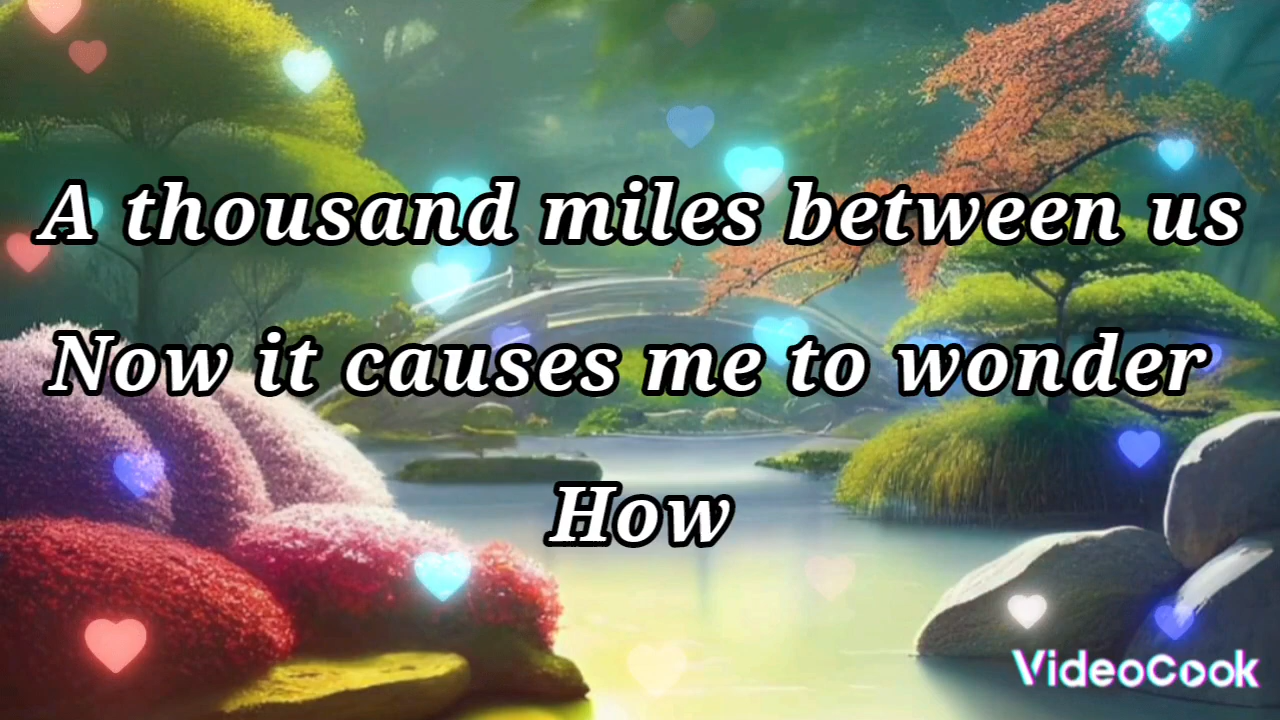 A thousand miles between us
Now it causes me to wonder
How
VideoCook